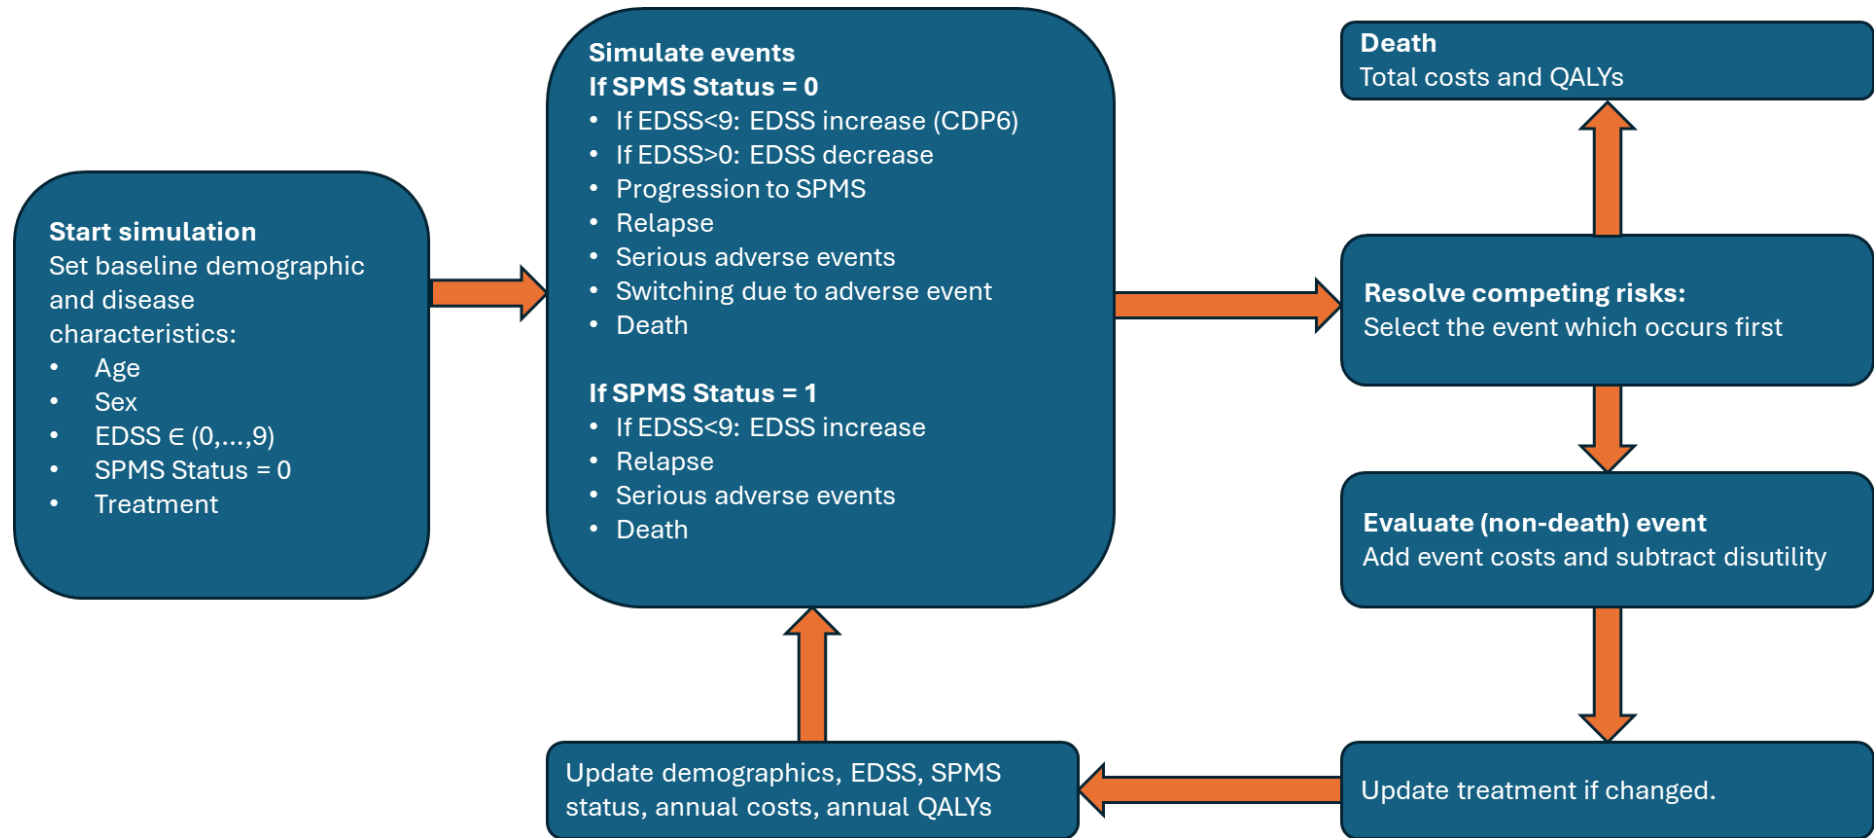 Start simulation
Set baseline demographic
and disease
characteristics:
• Age
• Sex
• EDSS ∈ (0,...,9)
• SPMS Status = 0
• Treatment
Simulate events
If SPMS Status = 0
• If EDSS<9: EDSS increase (CDP6)
• If EDSS>0: EDSS decrease
• Progression to SPMS
• Relapse
• Serious adverse events
• Switching due to adverse event
• Death
If SPMS Status = 1
• If EDSS<9: EDSS increase
• Relapse
• Serious adverse events
• Death
Death
Total costs and QALYs
Resolve competing risks:
Select the event which occurs first
Evaluate (non-death) event
Add event costs and subtract disutility
Update treatment if changed.
Update demographics, EDSS, SPMS
status, annual costs, annual QALYs